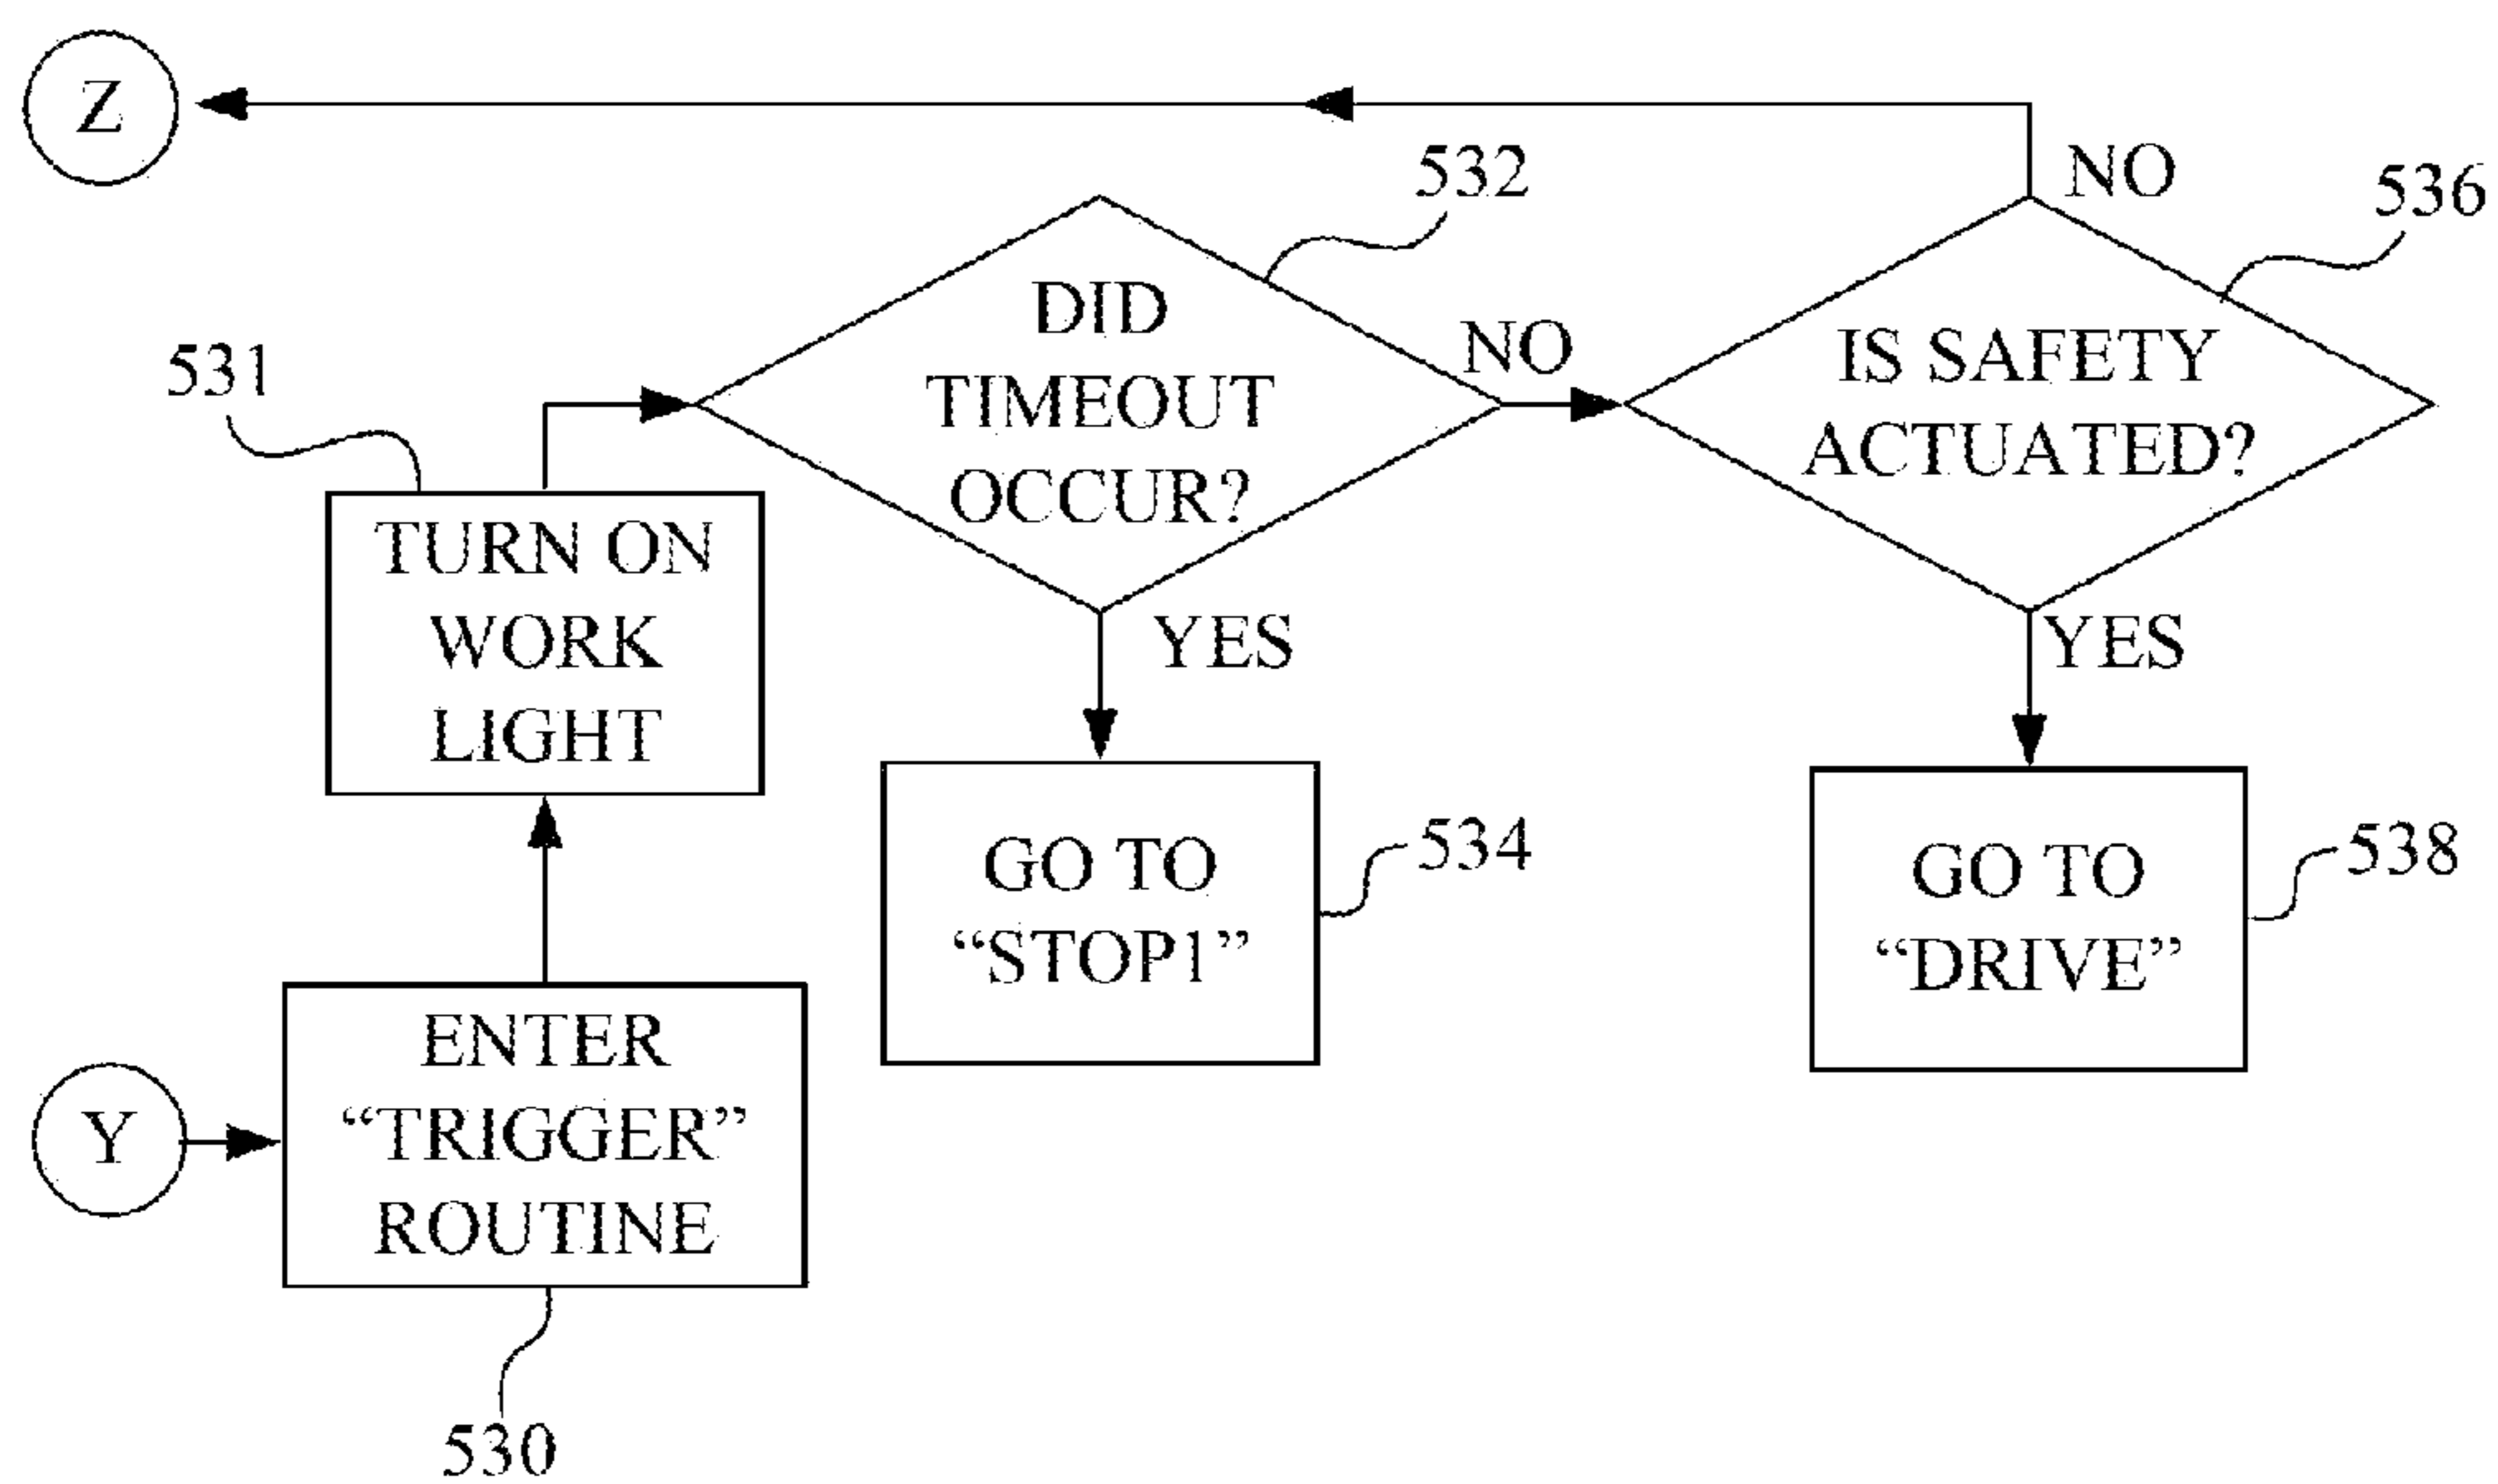 Z
532
NO
536
531
DID
TIMEOUT
OCCUR?
NO
IS SAFETY
ACTUATED?
TURN ON
WORK
LIGHT
YES
YES
GO TO
“STOP1”
534
GO TO
“DRIVE”
538
Y
ENTER
“TRIGGER”
ROUTINE
530